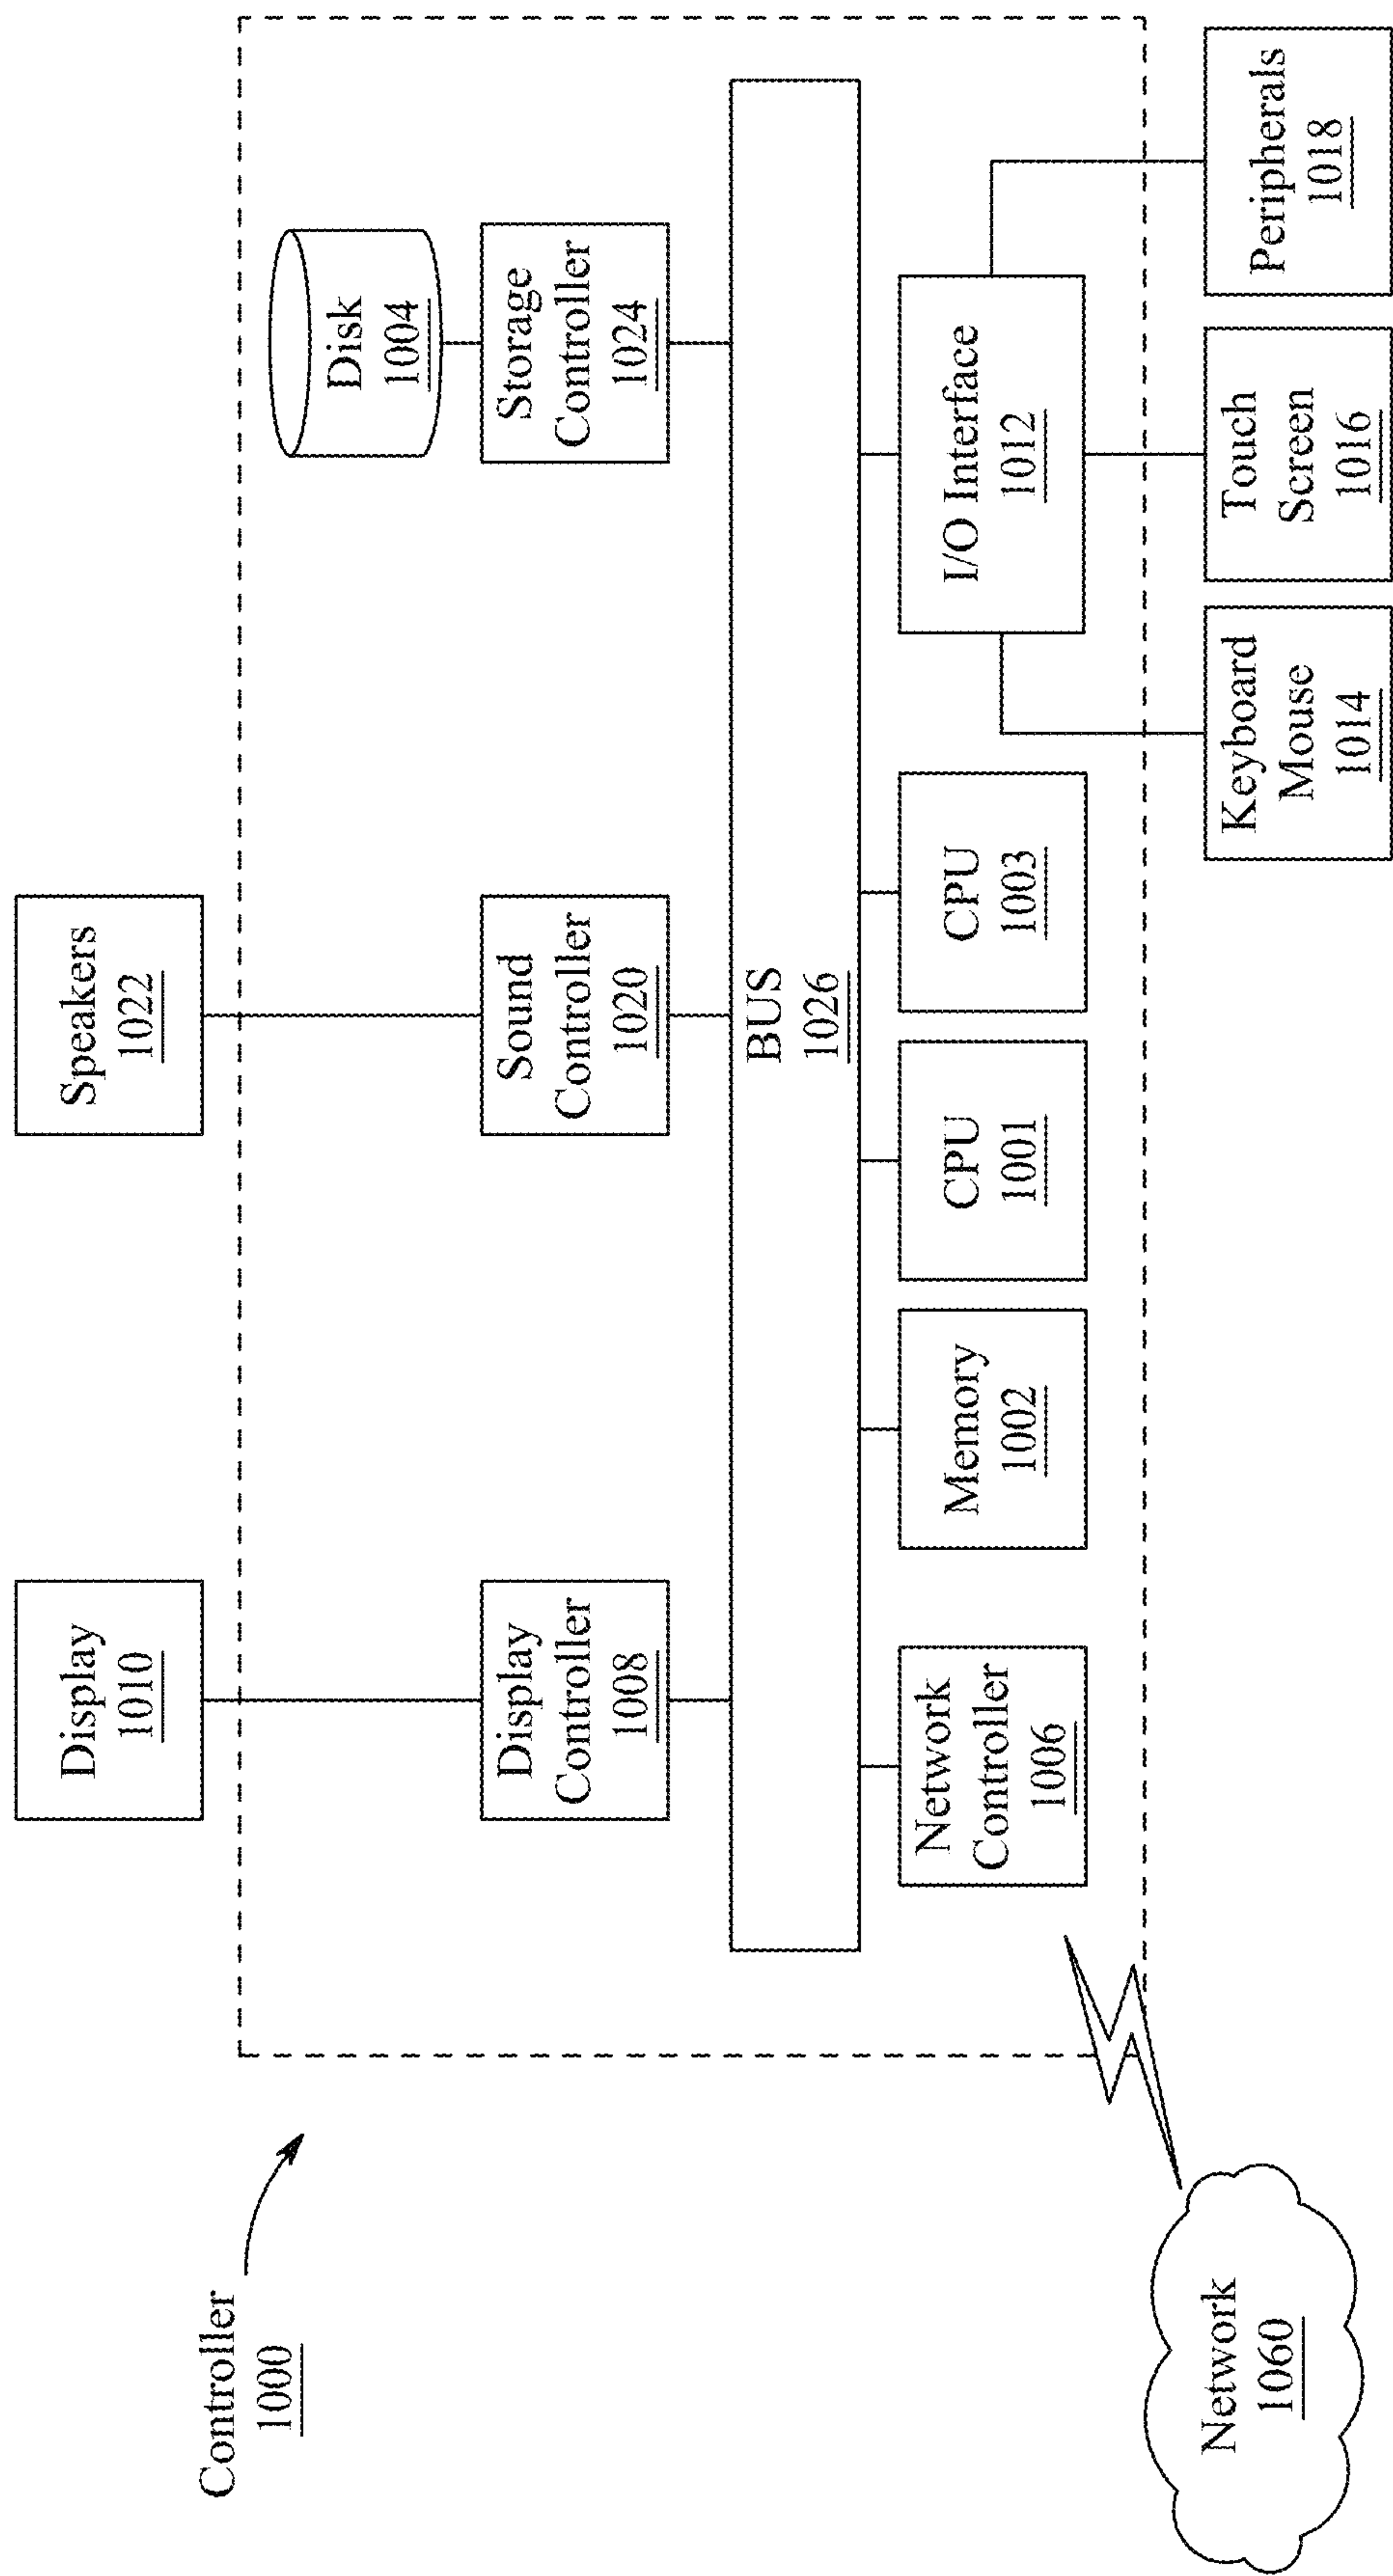 Controller
1000
Display
1010
Speakers
1022
Disk
1004
Display
Controller
1008
Sound
Controller
1020
Storage
Controller
1024
BUS
1026
Network
Controller
1006
Memory
1002
CPU
1001
CPU
1003
I/O Interface
1012
Network
1060
Keyboard
Mouse
1014
Touch
Screen
1016
Peripherals
1018